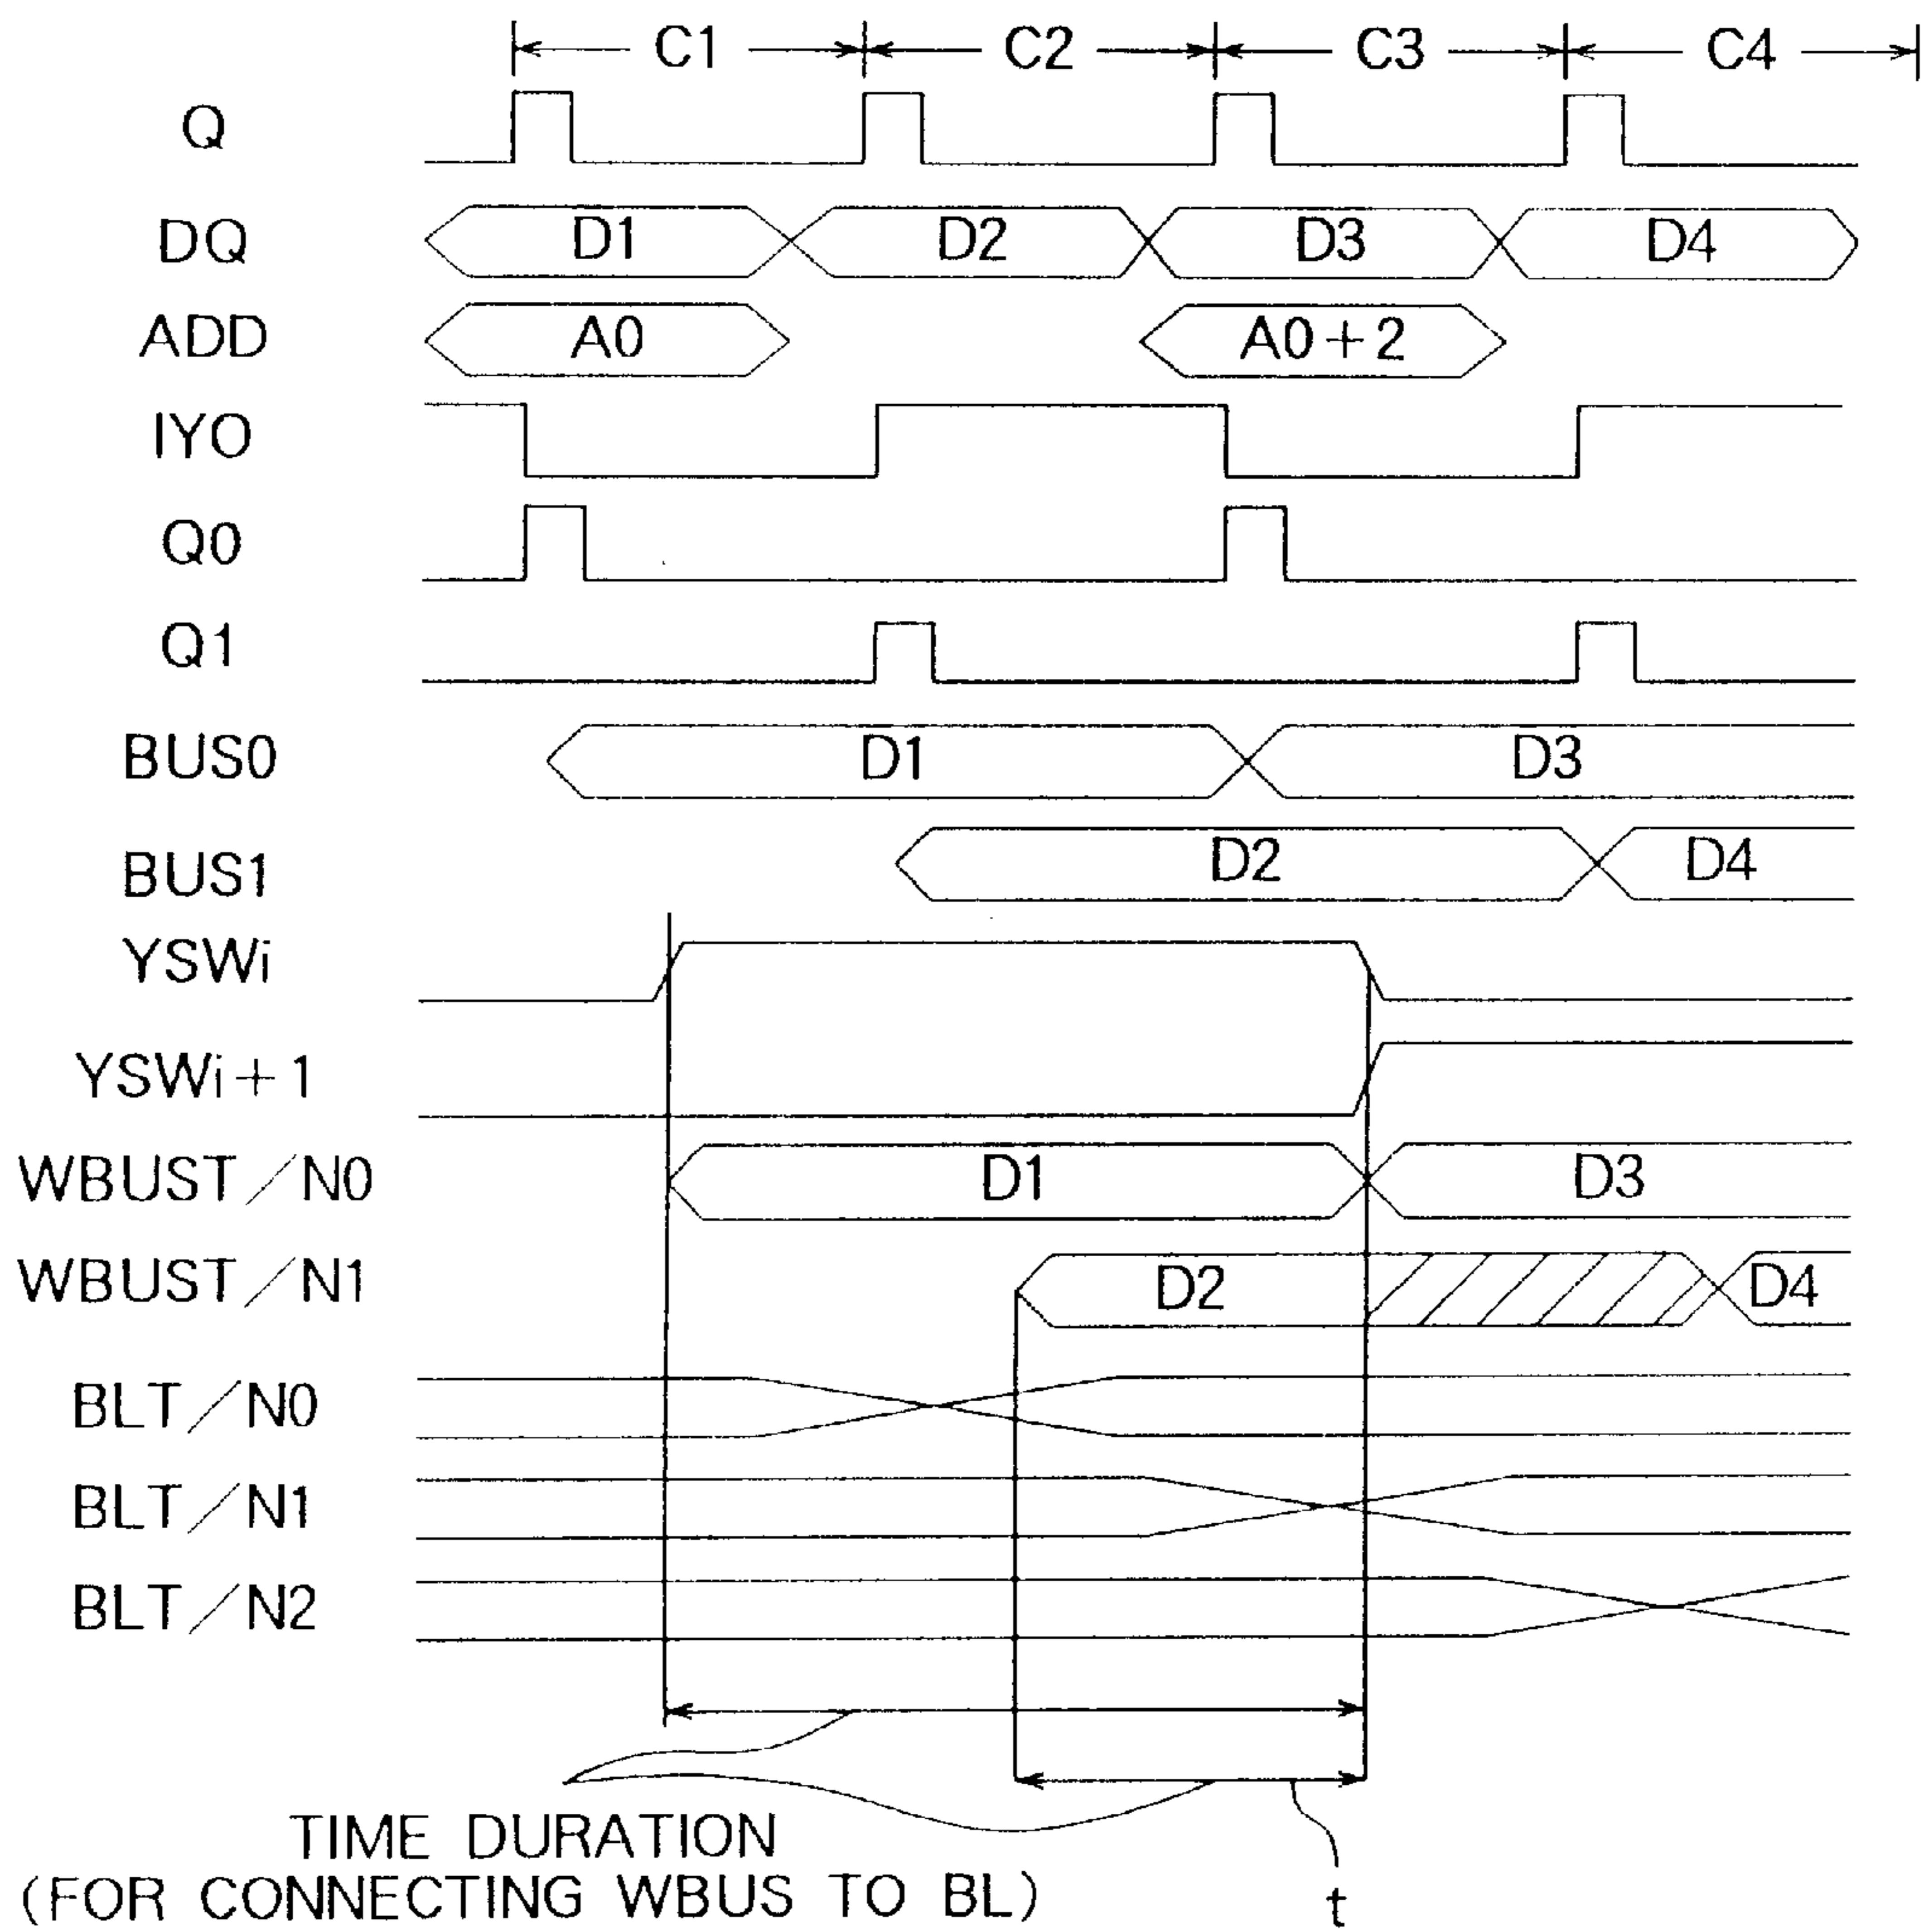 C1 C2 C3 C4
Q
DQ D1 D2 D3 D4
ADD A0 A0+2
IYO
Q0
Q1
BUS0 D1 D3
BUS1 D2 D4
YSWi
YSWi+1
WBUST/N0 D1 D3
WBUST/N1 D2 D4
BLT/N0
BLT/N1
BLT/N2
TIME DURATION
(FOR CONNECTING WBUS TO BL) t